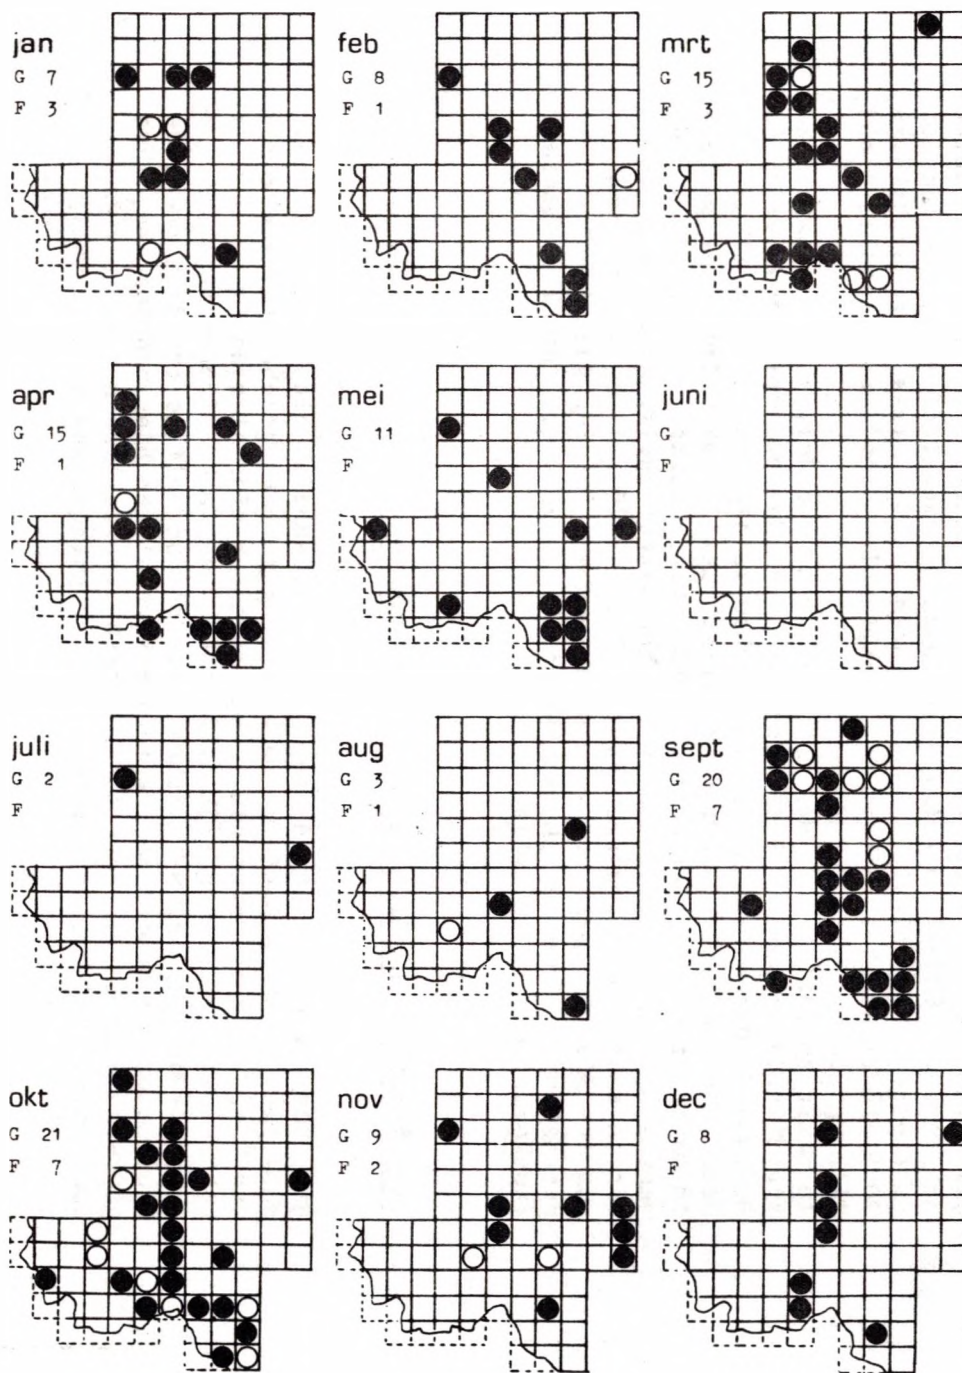 jan
G 7
F 3
feb
G 8
F 1
mrt
G 15
F 3
apr
G 15
F 1
mei
G 11
F
juni
G
F
juli
G 2
F
aug
G 3
F 1
sept
G 20
F 7
okt
G 21
F 7
nov
G 9
F 2
dec
G 8
F